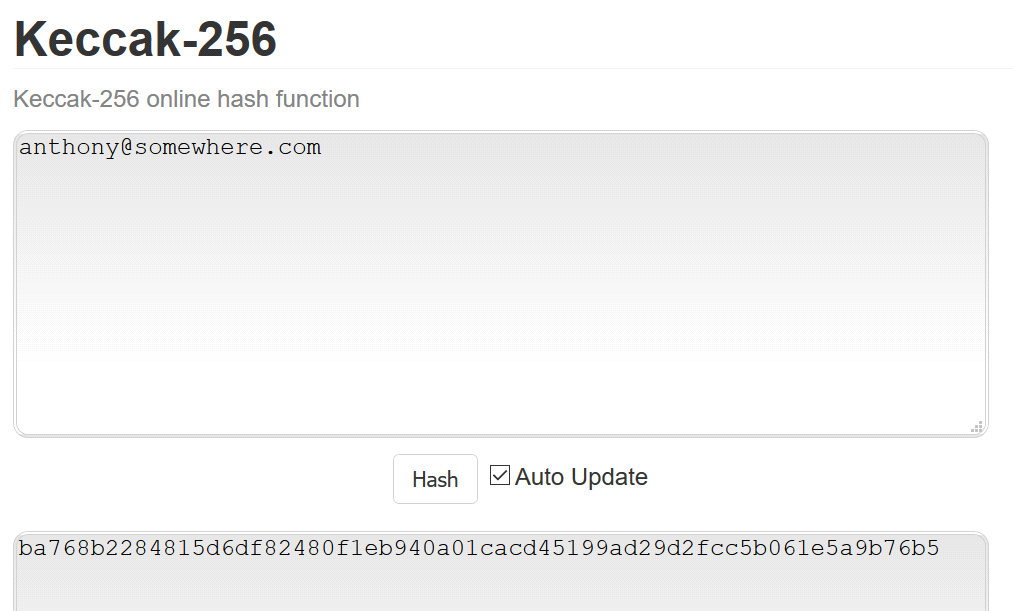 Keccak-256
Keccak-256 online hash function
anthony@somewhere.com
Hash
Auto Update
ba768b2284815d6df82480f1eb940a01cacd45199ad29d2fcc5b061e5a9b76b5